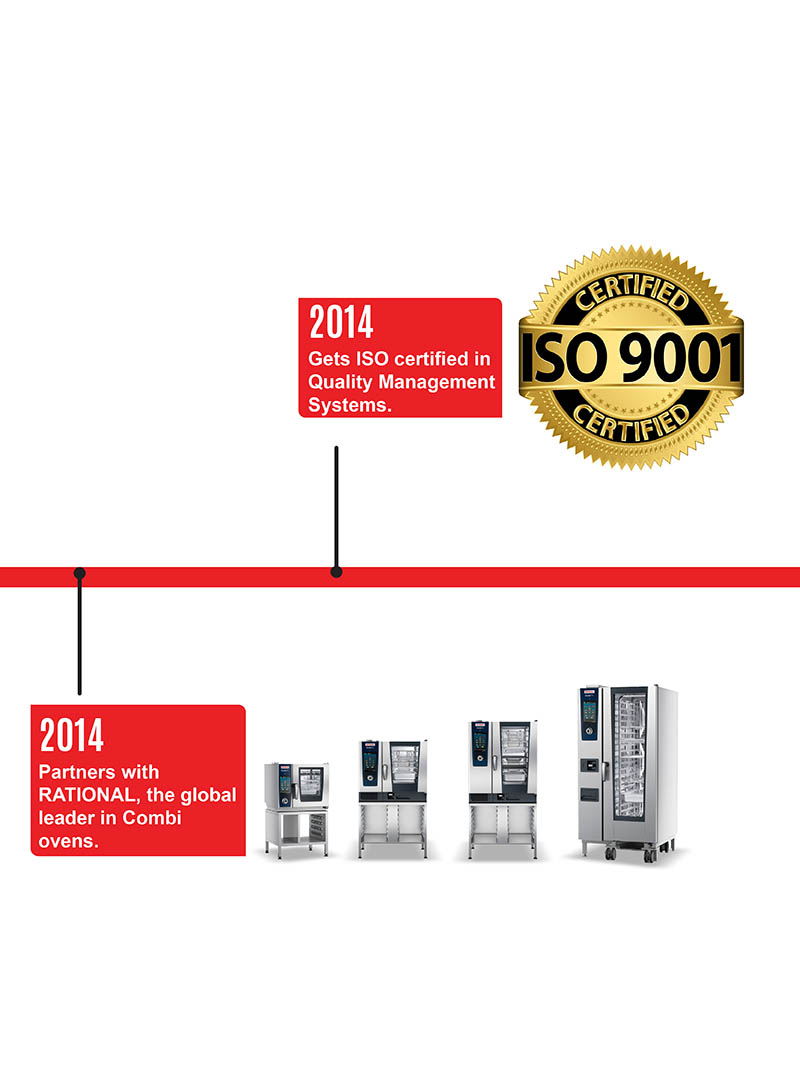 2014
Gets ISO certified in
Quality Management
Systems.
CERTIFIED
ISO 9001
CERTIFIED
2014
Partners with
RATIONAL, the global
leader in Combi
ovens.